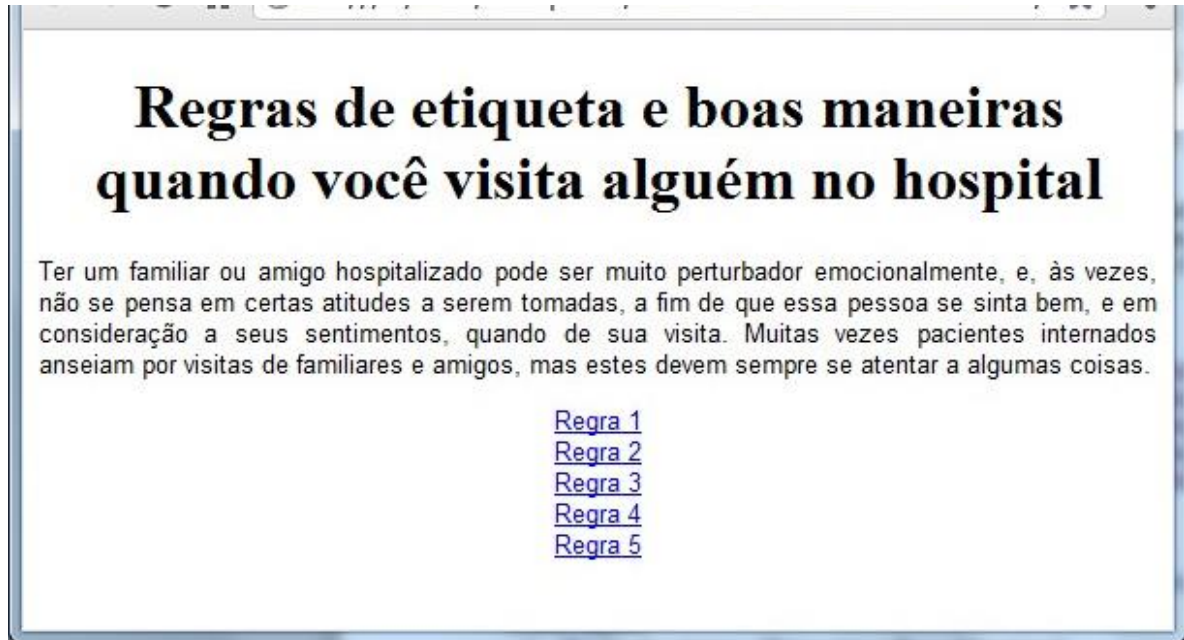 Regras de etiqueta e boas maneiras
quando você visita alguém no hospital
Ter um familiar ou amigo hospitalizado pode ser muito perturbador emocionalmente, e, às vezes,
não se pensa em certas atitudes a serem tomadas, a fim de que essa pessoa se sinta bem, e em
consideração a seus sentimentos, quando de sua visita. Muitas vezes pacientes internados
anseiam por visitas de familiares e amigos, mas estes devem sempre se atentar a algumas coisas.
Regra 1
Regra 2
Regra 3
Regra 4
Regra 5